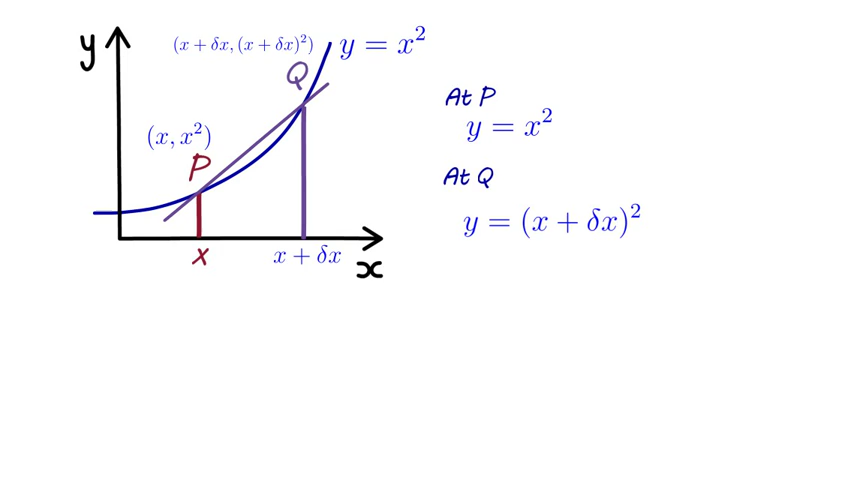 y
(x + δx, (x + δx)²)
y = x²
Q
(x, x²)
P
x
x + δx
x
At P
y = x²
At Q
y = (x + δx)²